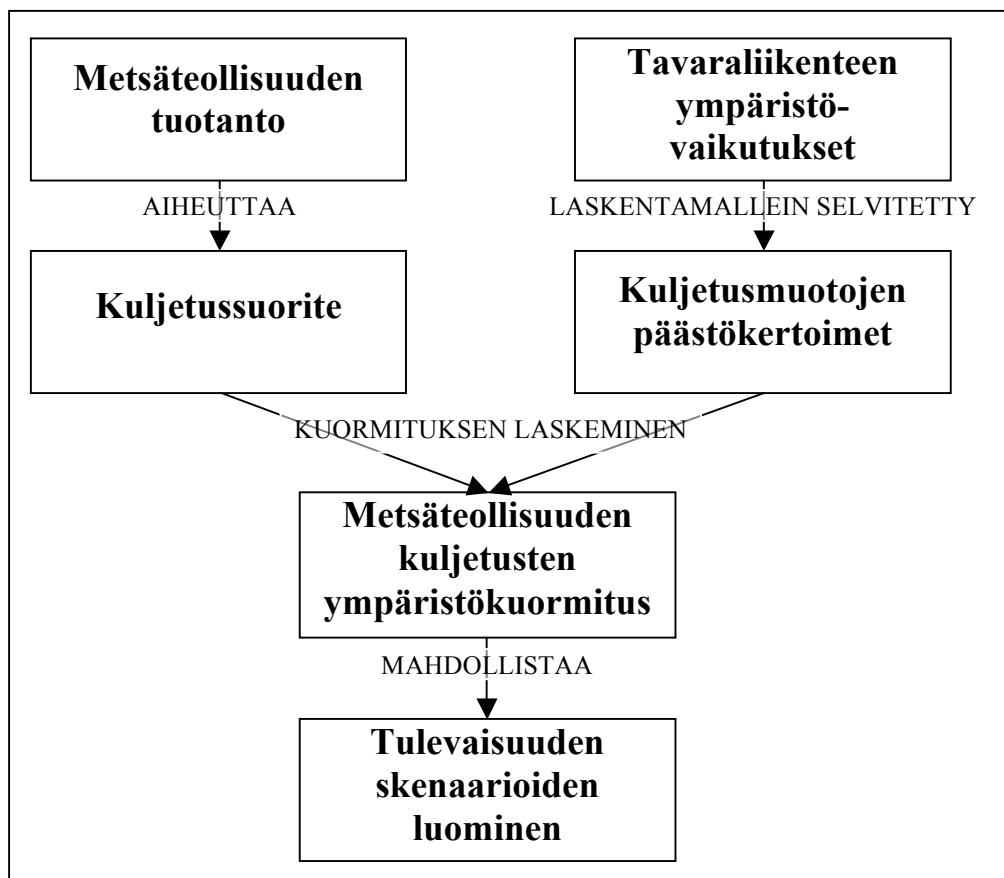 Metsäteollisuuden
tuotanto
Tavaraliikenteen
ympäristö-
vaikutukset
AIHEUTTAA
LASKENTAMALLEIN SELVITETTY
Kuljetussuorite
Kuljetusmuotojen
päästökertoimet
KUORMITUKSEN LASKEMINEN
Metsäteollisuuden
kuljetusten
ympäristökuormitus
MAHDOLLISTAA
Tulevaisuuden
skenaarioiden
luominen